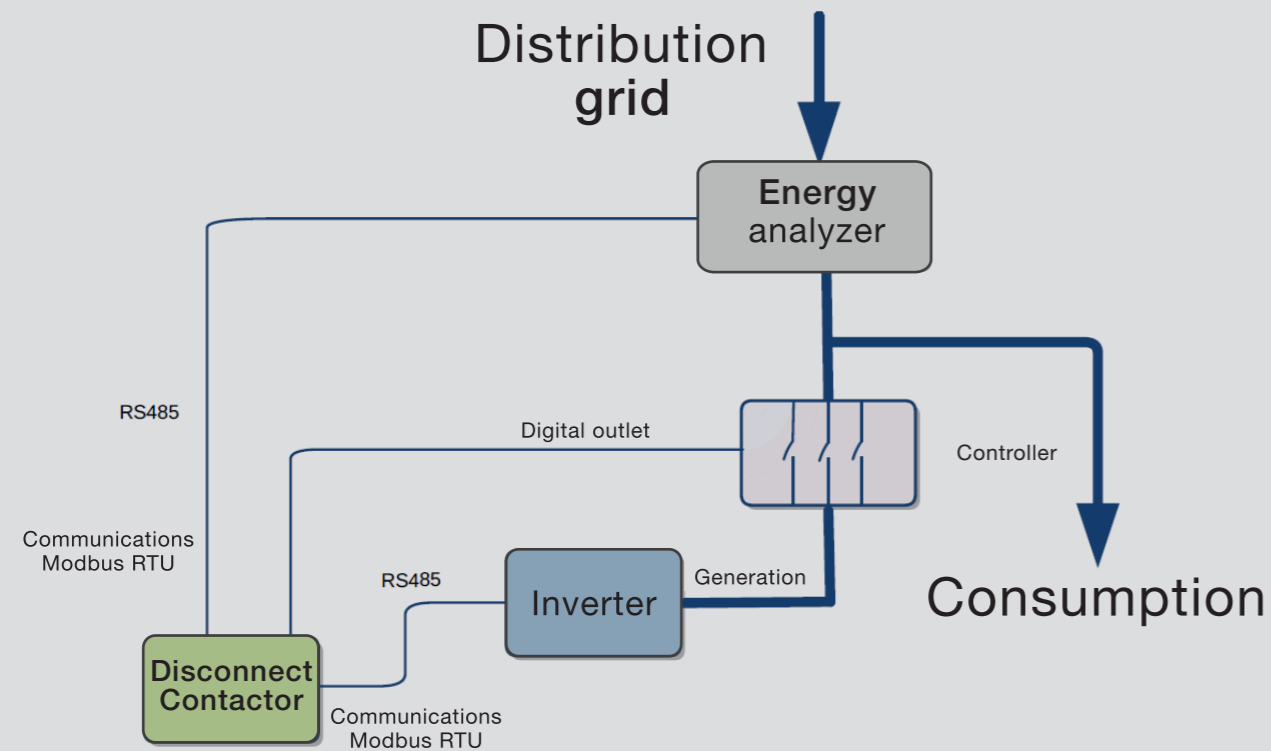 Distribution
grid
Energy
analyzer
RS485
Digital outlet
Controller
Communications
Modbus RTU
RS485
Inverter
Generation
Consumption
Disconnect
Contactor
Communications
Modbus RTU